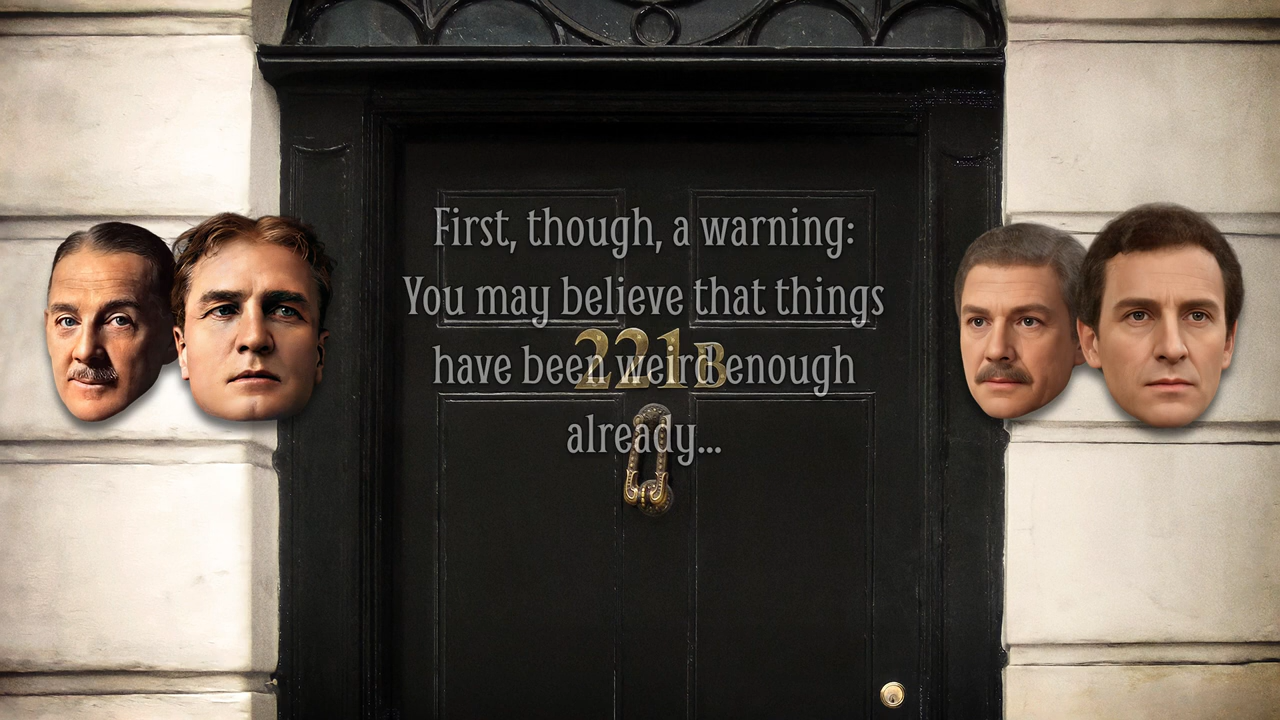 First, though, a warning:
You may believe that things
221B
have been weird enough
already...